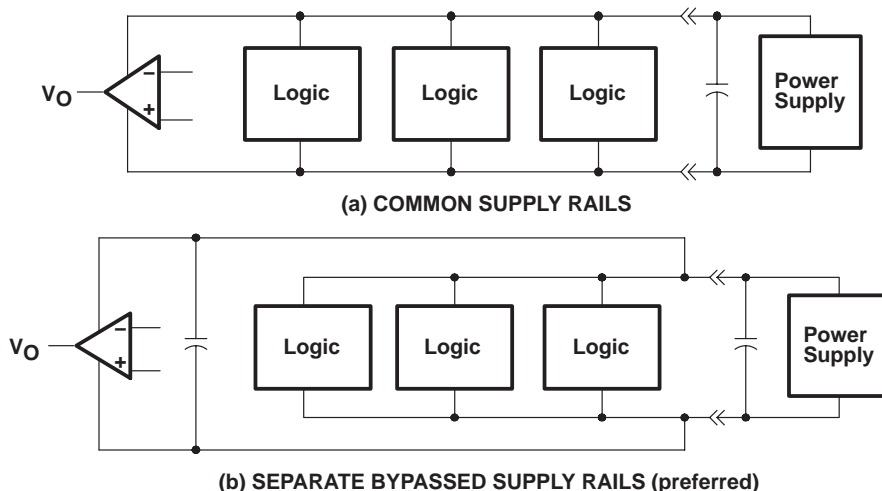 VO
−
+
Logic
Logic
Logic
Power
Supply
(a) COMMON SUPPLY RAILS
VO
−
+
Logic
Logic
Logic
Power
Supply
(b) SEPARATE BYPASSED SUPPLY RAILS (preferred)